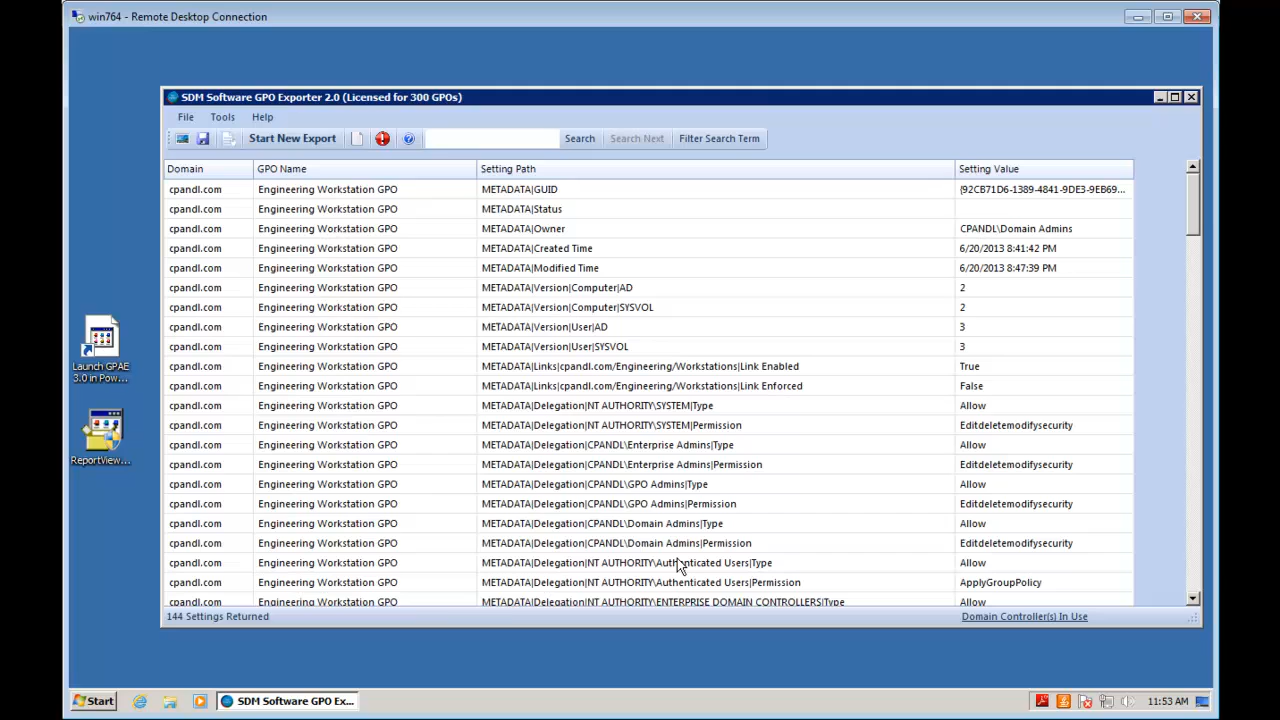 win764 - Remote Desktop Connection
SDM Software GPO Exporter 2.0 (Licensed for 300 GPOs)
File Tools Help
Start New Export Search Search Next Filter Search Term
Domain GPO Name Setting Path Setting Value
cpandl.com Engineering Workstation GPO METADATA|GUID {92CB71D6-1389-4841-9DE3-9EB69...
cpandl.com Engineering Workstation GPO METADATA|Status
cpandl.com Engineering Workstation GPO METADATA|Owner CPANDL\Domain Admins
cpandl.com Engineering Workstation GPO METADATA|Created Time 6/20/2013 8:41:42 PM
cpandl.com Engineering Workstation GPO METADATA|Modified Time 6/20/2013 8:47:39 PM
cpandl.com Engineering Workstation GPO METADATA|Version|Computer|AD 2
cpandl.com Engineering Workstation GPO METADATA|Version|Computer|SYSVOL 2
cpandl.com Engineering Workstation GPO METADATA|Version|User|AD 3
cpandl.com Engineering Workstation GPO METADATA|Version|User|SYSVOL 3
cpandl.com Engineering Workstation GPO METADATA|Links|cpandl.com/Engineering/Workstations|Link Enabled True
cpandl.com Engineering Workstation GPO METADATA|Links|cpandl.com/Engineering/Workstations|Link Enforced False
cpandl.com Engineering Workstation GPO METADATA|Delegation|NT AUTHORITY\SYSTEM|Type Allow
cpandl.com Engineering Workstation GPO METADATA|Delegation|NT AUTHORITY\SYSTEM|Permission Editdeletemodifysecurity
cpandl.com Engineering Workstation GPO METADATA|Delegation|CPANDL\Enterprise Admins|Type Allow
cpandl.com Engineering Workstation GPO METADATA|Delegation|CPANDL\Enterprise Admins|Permission Editdeletemodifysecurity
cpandl.com Engineering Workstation GPO METADATA|Delegation|CPANDL\GPO Admins|Type Allow
cpandl.com Engineering Workstation GPO METADATA|Delegation|CPANDL\GPO Admins|Permission Editdeletemodifysecurity
cpandl.com Engineering Workstation GPO METADATA|Delegation|CPANDL\Domain Admins|Type Allow
cpandl.com Engineering Workstation GPO METADATA|Delegation|CPANDL\Domain Admins|Permission Editdeletemodifysecurity
cpandl.com Engineering Workstation GPO METADATA|Delegation|NT AUTHORITY\Authenticated Users|Type Allow
cpandl.com Engineering Workstation GPO METADATA|Delegation|NT AUTHORITY\Authenticated Users|Permission ApplyGroupPolicy
cpandl.com Engineering Workstation GPO METADATA|Delegation|NT AUTHORITY\ENTERPRISE DOMAIN CONTROLLERS|Type Allow
144 Settings Returned Domain Controller(s) In Use
Launch GPAE
3.0 in Pow...
ReportView...
Start SDM Software GPO Ex... 11:53 AM